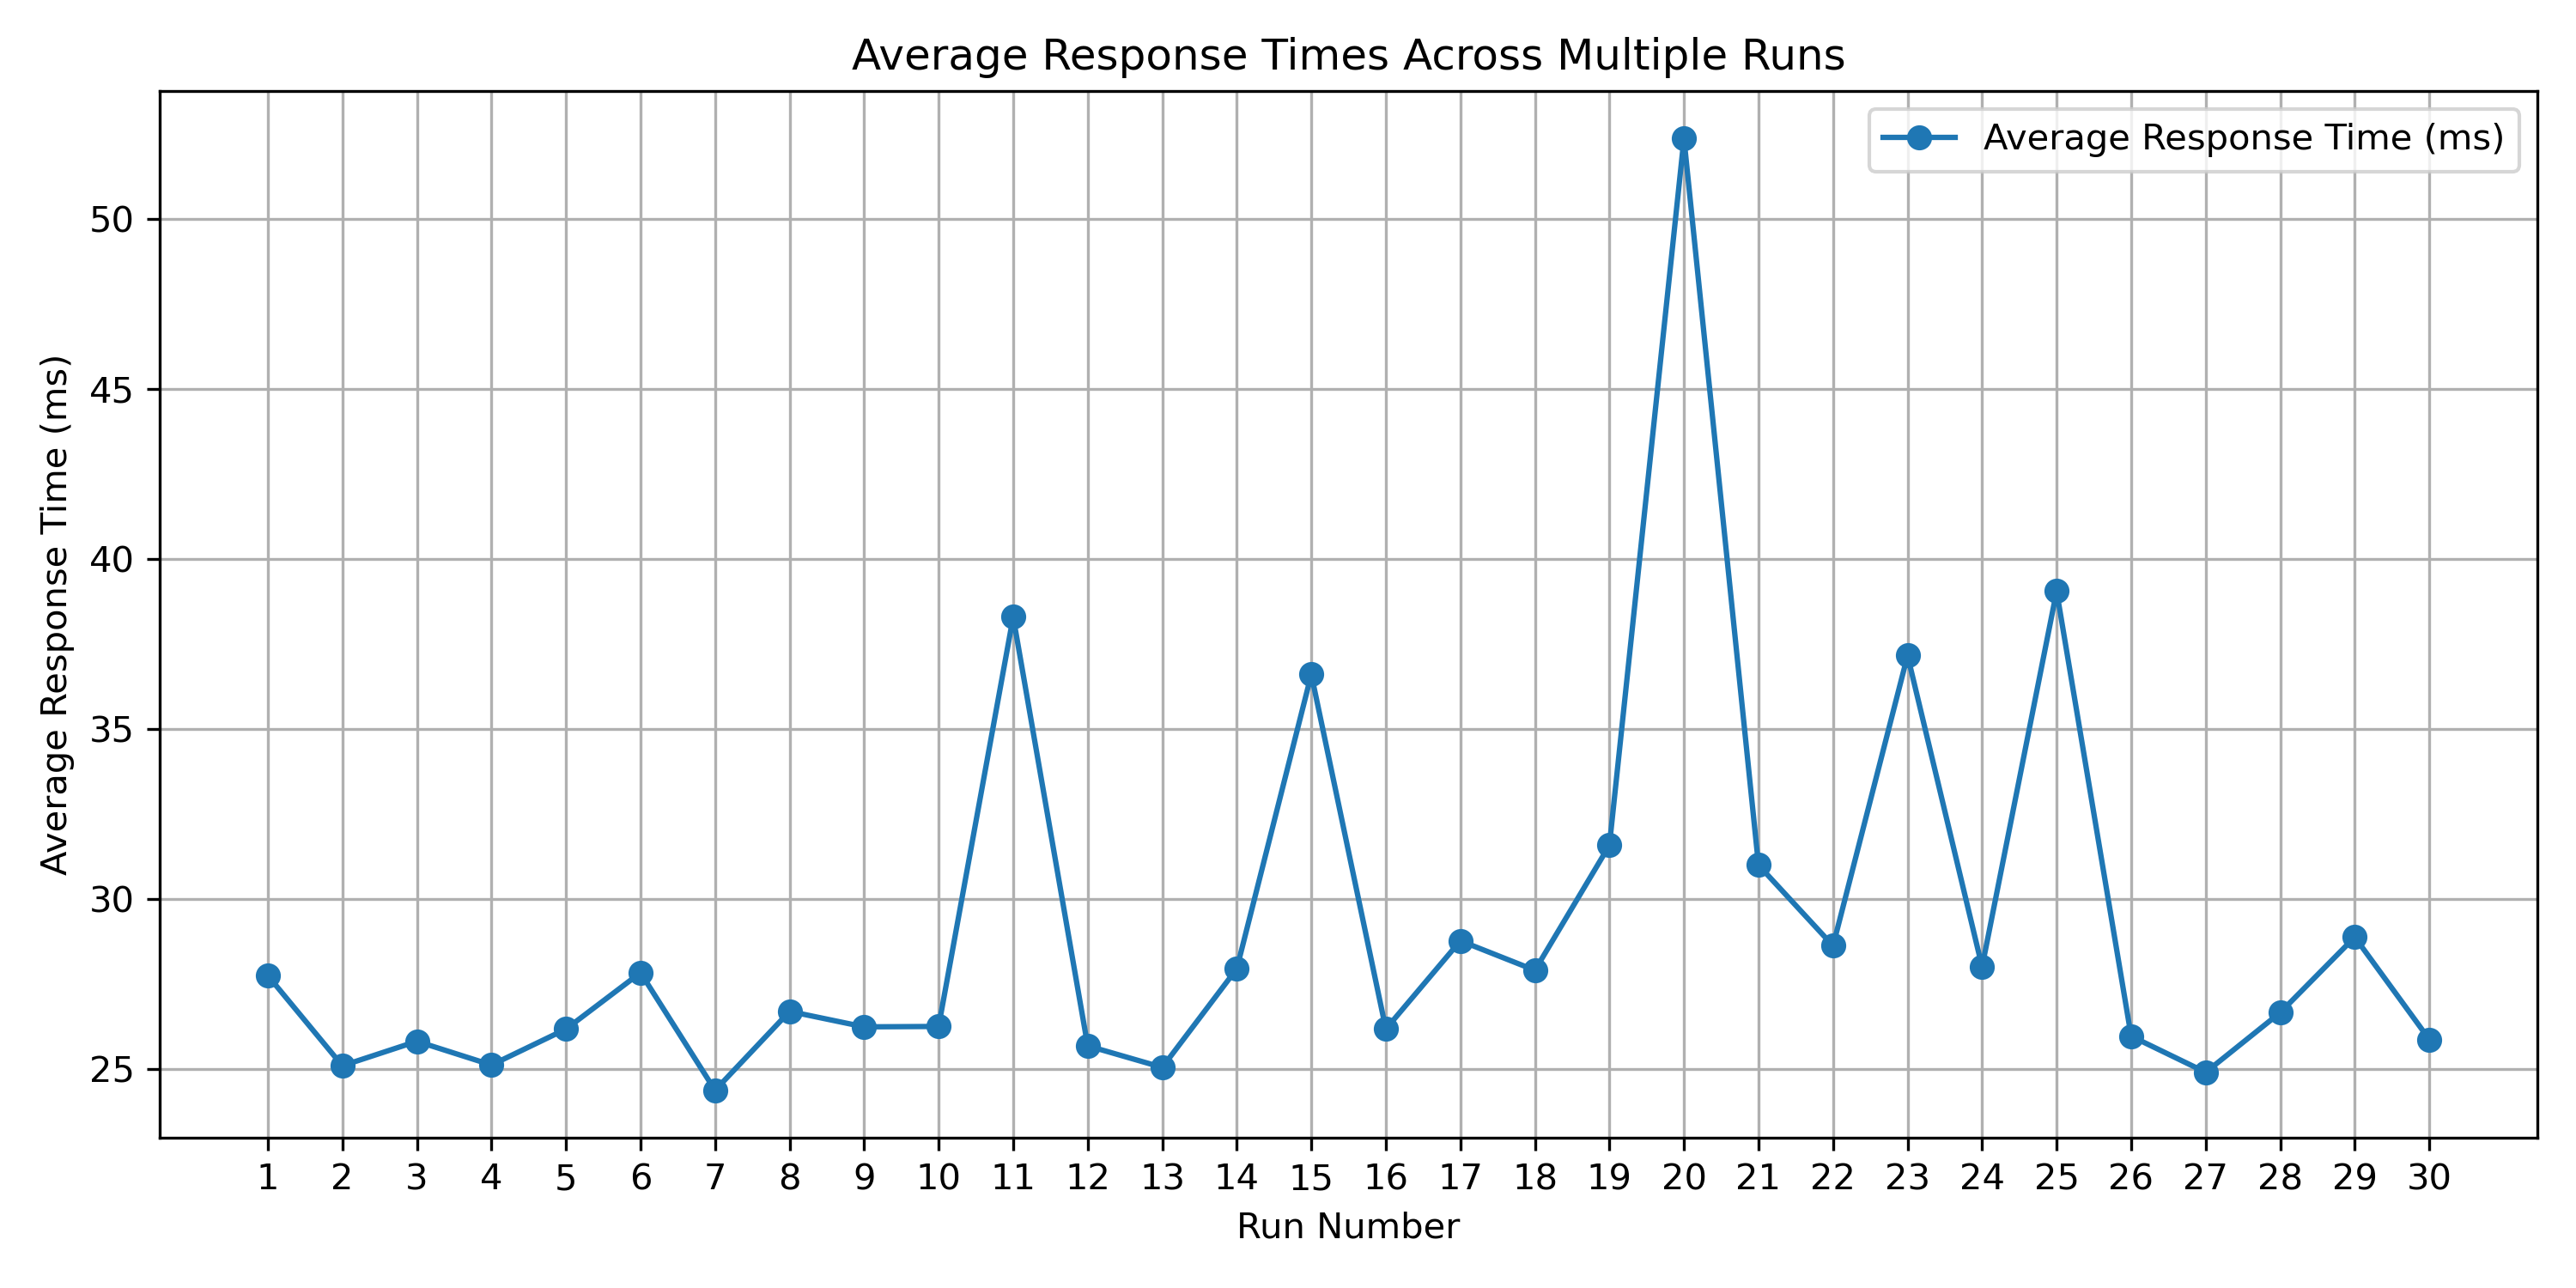 Average Response Times Across Multiple Runs
Average Response Time (ms)
Average Response Time (ms)
50
45
40
35
30
25
1 2 3 4 5 6 7 8 9 10 11 12 13 14 15 16 17 18 19 20 21 22 23 24 25 26 27 28 29 30
Run Number